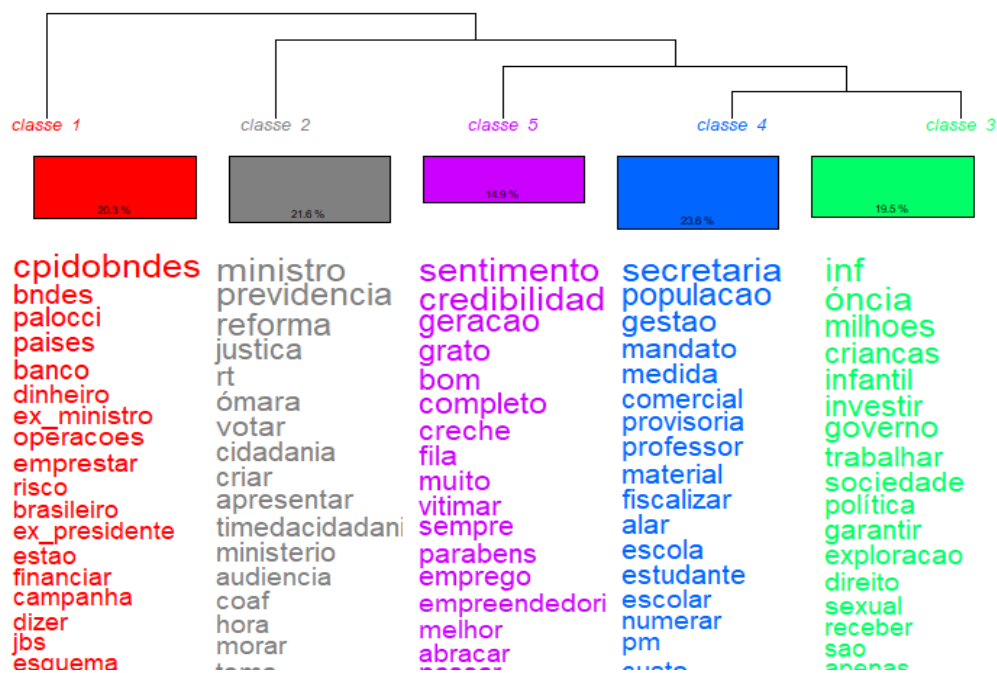 classe 1
classe 2
classe 5
classe 4
classe 3
20.3 %
21.6 %
14.9 %
23.6 %
19.5 %
cpidobndes
bndes
palocci
paises
banco
dinheiro
ex_ministro
operacoes
emprestar
risco
brasileiro
ex_presidente
estao
financiar
campanha
dizer
jbs
esquema
ministro
previdencia
reforma
justica
rt
ómara
votar
cidadania
criar
apresentar
timedacidadani
ministerio
audiencia
coaf
hora
morar
sentimento
credibilidad
geracao
grato
bom
completo
creche
fila
muito
vitimar
sempre
parabens
emprego
empreendedori
melhor
abracar
secretaria
populacao
gestao
mandato
medida
comercial
provisoria
professor
material
fiscalizar
alar
escola
estudante
escolar
numerar
pm
inf
óncia
milhoes
criancas
infantil
investir
governo
trabalhar
sociedade
política
garantir
exploracao
direito
sexual
receber
sao
apenas